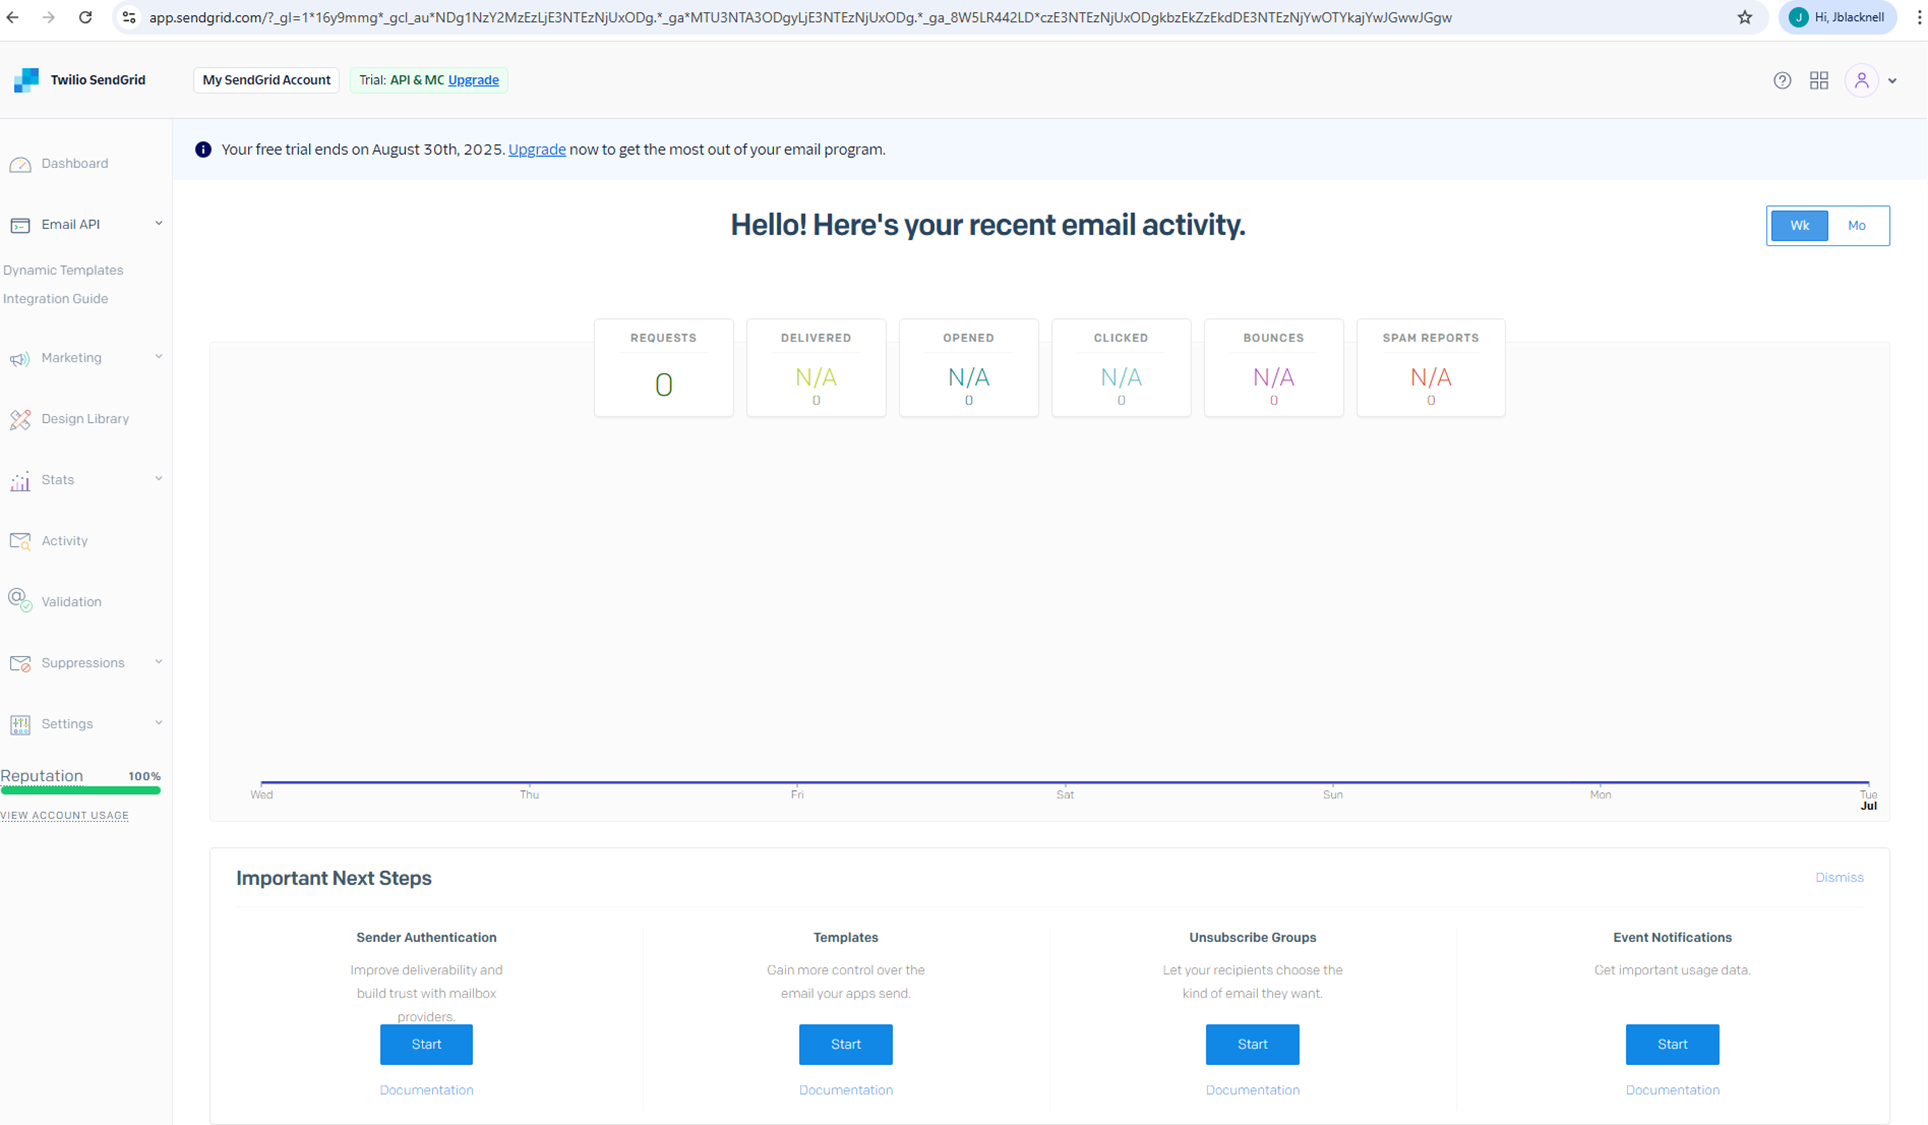 app.sendgrid.com/?_gl=1*16y9mmg*_gcl_au*NDg1NzY2MzEzLjE3NTEzNjUxODg.*_ga*MTU3NTA3ODgyLjE3NTEzNjUxODg.*_ga_8W5LR442LD*czE3NTEzNjUxODgkbzEkZzEkdDE3NTEzNjYwOTYkajYwJGwwJGgw
J
Hi, Jblacknell
Twilio SendGrid
My SendGrid Account
Trial: API & MC Upgrade
Your free trial ends on August 30th, 2025. Upgrade now to get the most out of your email program.
Dashboard
Email API
Dynamic Templates
Integration Guide
Marketing
Design Library
Stats
Activity
Validation
Suppressions
Settings
Reputation 100%
VIEW ACCOUNT USAGE
Hello! Here's your recent email activity.
Wk Mo
REQUESTS
0
DELIVERED
N/A
0
OPENED
N/A
0
CLICKED
N/A
0
BOUNCES
N/A
0
SPAM REPORTS
N/A
0
Wed Thu Fri Sat Sun Mon Tue
Jul
Important Next Steps
Dismiss
Sender Authentication
Improve deliverability and
build trust with mailbox
providers.
Start
Documentation
Templates
Gain more control over the
email your apps send.
Start
Documentation
Unsubscribe Groups
Let your recipients choose the
kind of email they want.
Start
Documentation
Event Notifications
Get important usage data.
Start
Documentation